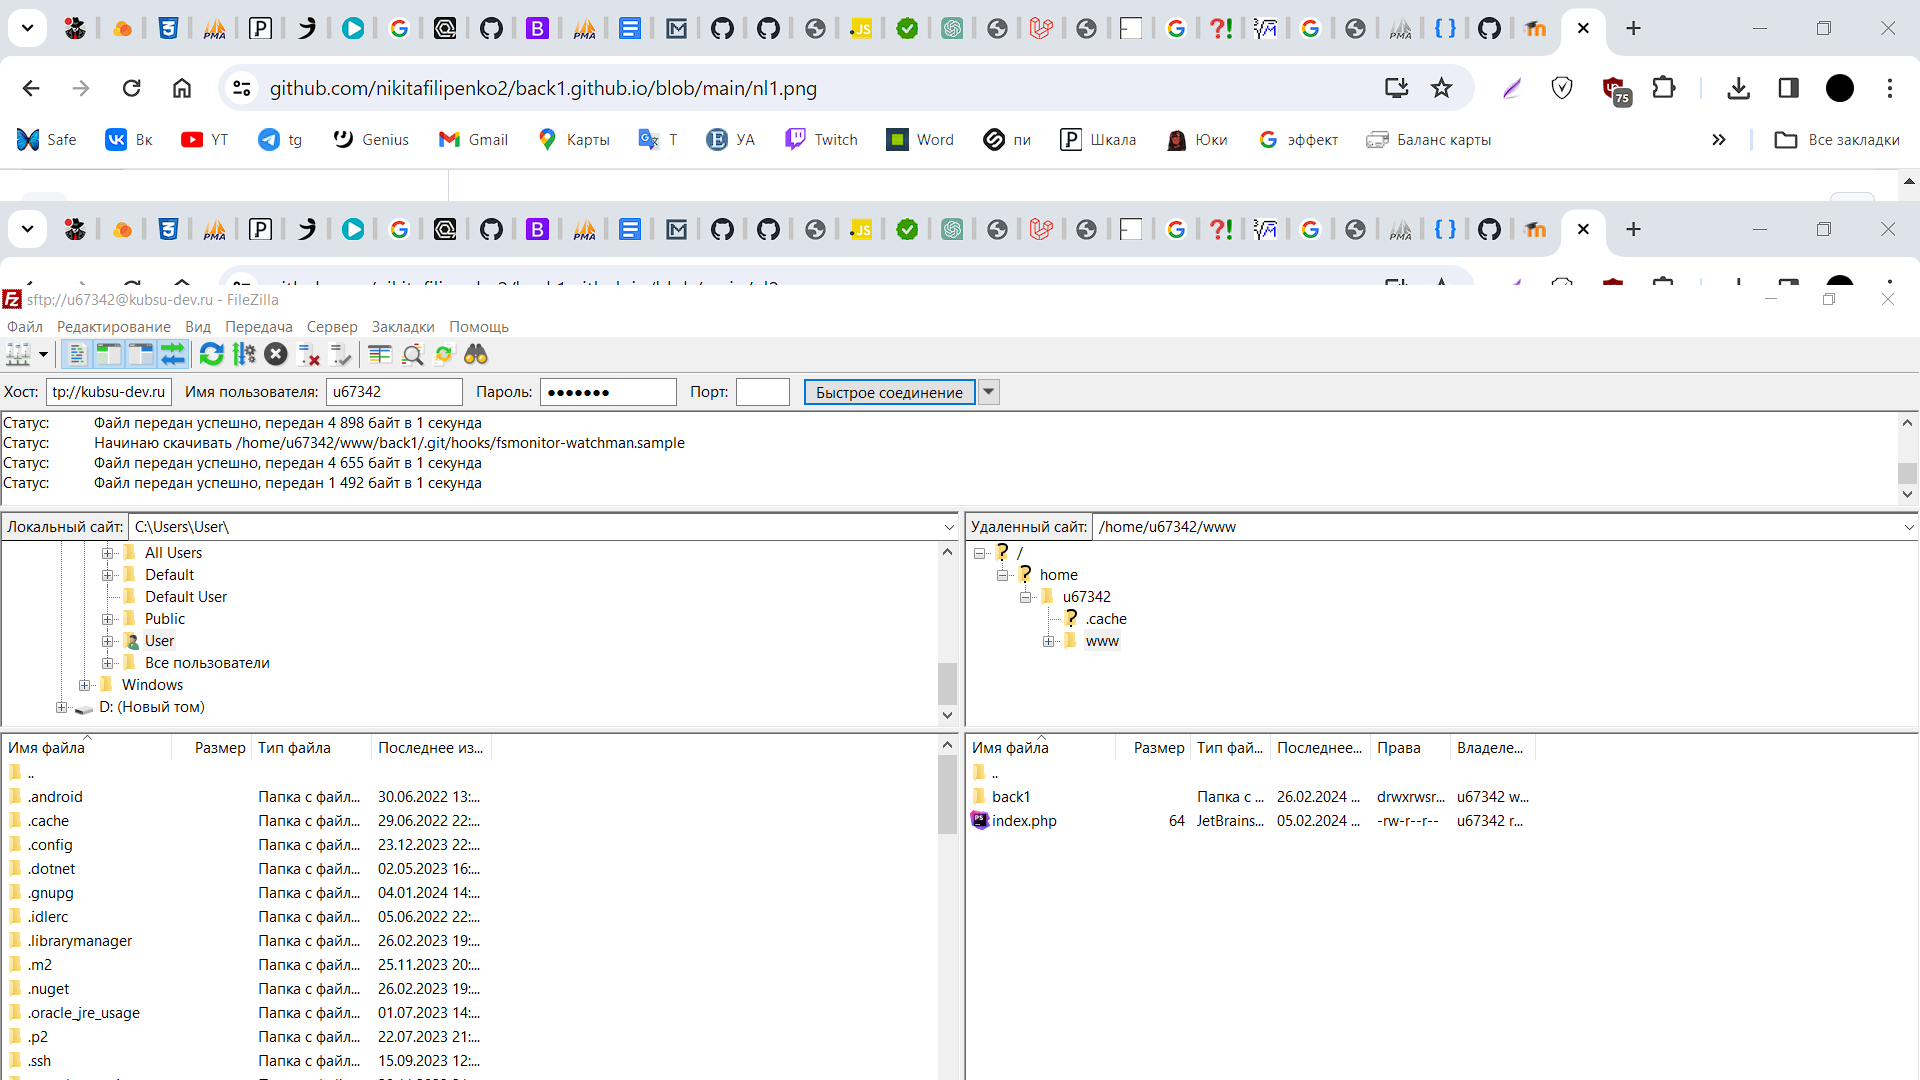 github.com/nikitafilipenko2/back1.github.io/blob/main/nl1.png
75
Safe Вк YT tg Genius Gmail Карты T УА Twitch Word пи Шкала Юки эффект Баланс карты » Все закладки
sftp://u67342@kubsu-dev.ru - FileZilla
Файл Редактирование Вид Передача Сервер Закладки Помощь
Хост: tp://kubsu-dev.ru Имя пользователя: u67342 Пароль: ●●●●●●● Порт: Быстрое соединение
Статус: Файл передан успешно, передан 4 898 байт в 1 секунда
Статус: Начинаю скачивать /home/u67342/www/back1/.git/hooks/fsmonitor-watchman.sample
Статус: Файл передан успешно, передан 4 655 байт в 1 секунда
Статус: Файл передан успешно, передан 1 492 байт в 1 секунда
Локальный сайт: C:\Users\User\
All Users
Default
Default User
Public
User
Все пользователи
Windows
D: (Новый том)
Имя файла Размер Тип файла Последнее из...
..
.android Папка с файл... 30.06.2022 13:...
.cache Папка с файл... 29.06.2022 22:...
.config Папка с файл... 23.12.2023 22:...
.dotnet Папка с файл... 02.05.2023 16:...
.gnupg Папка с файл... 04.01.2024 14:...
.idlerc Папка с файл... 05.06.2022 22:...
.librarymanager Папка с файл... 26.02.2023 19:...
.m2 Папка с файл... 25.11.2023 20:...
.nuget Папка с файл... 26.02.2023 19:...
.oracle_jre_usage Папка с файл... 01.07.2023 14:...
.p2 Папка с файл... 22.07.2023 21:...
.ssh Папка с файл... 15.09.2023 12:...
Удаленный сайт: /home/u67342/www
/
home
u67342
.cache
www
Имя файла Размер Тип фай... Последнее... Права Владеле...
..
back1 Папка с ... 26.02.2024 ... drwxrwsr... u67342 w...
index.php 64 JetBrains... 05.02.2024 ... -rw-r--r-- u67342 r...